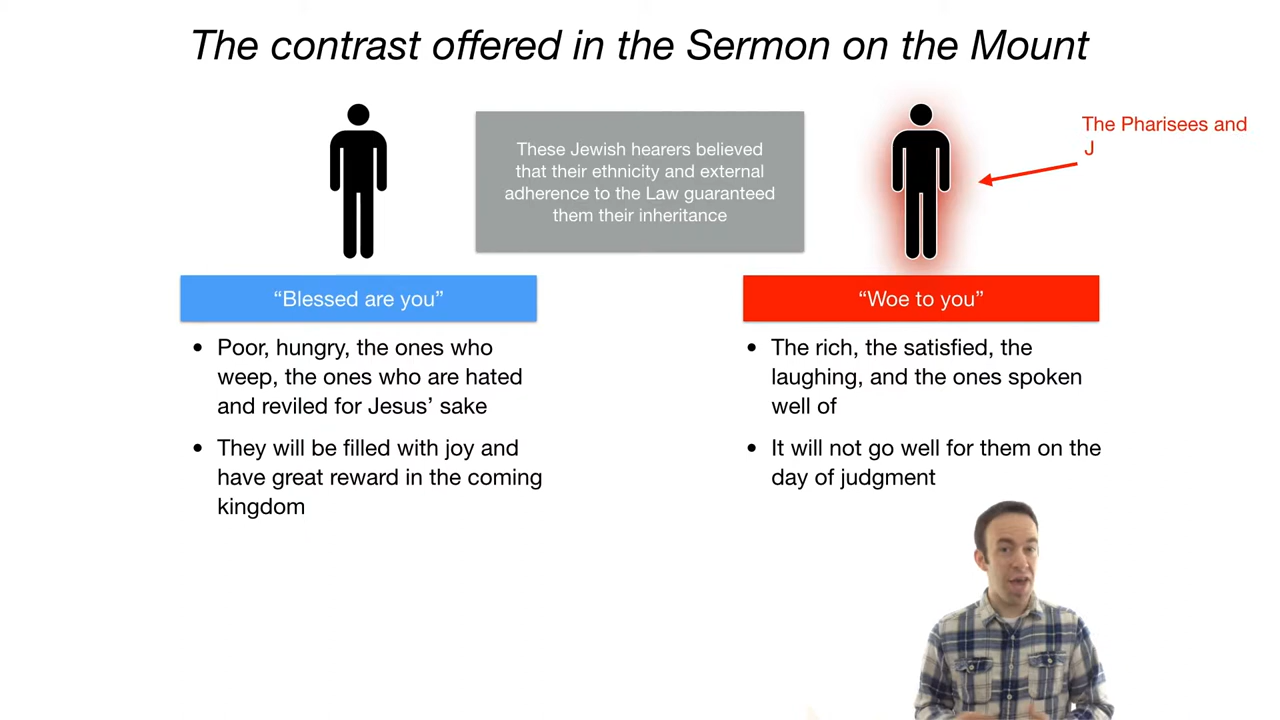 The contrast offered in the Sermon on the Mount
These Jewish hearers believed
that their ethnicity and external
adherence to the Law guaranteed
them their inheritance
The Pharisees and
J
“Blessed are you”
• Poor, hungry, the ones who
weep, the ones who are hated
and reviled for Jesus’ sake
• They will be filled with joy and
have great reward in the coming
kingdom
“Woe to you”
• The rich, the satisfied, the
laughing, and the ones spoken
well of
• It will not go well for them on the
day of judgment